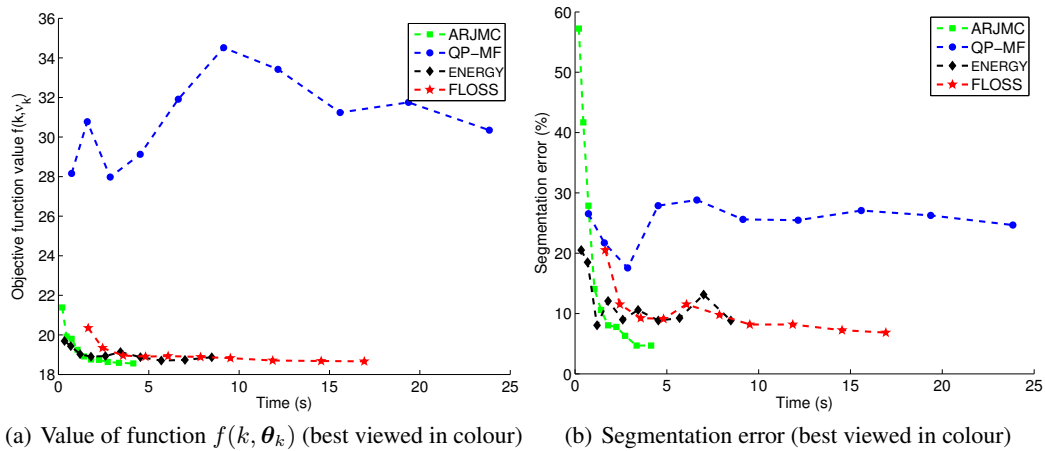 36
34
32
30
28
26
24
22
20
18
Objective function value f(k,ν_k)
0 5 10 15 20 25
Time (s)
ARJMC
QP−MF
ENERGY
FLOSS
60
50
40
30
20
10
0
Segmentation error (%)
0 5 10 15 20 25
Time (s)
ARJMC
QP−MF
ENERGY
FLOSS
(a) Value of function f(k, θ_k) (best viewed in colour)
(b) Segmentation error (best viewed in colour)